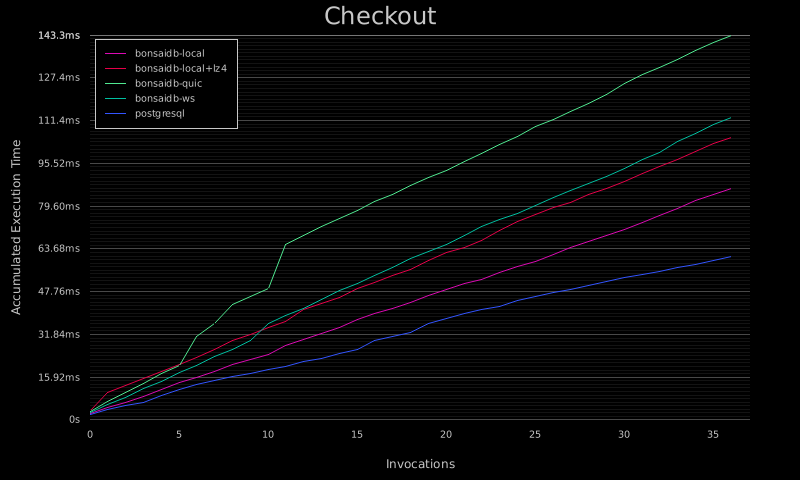 Checkout
143.3ms
127.4ms
111.4ms
95.52ms
79.60ms
63.68ms
47.76ms
31.84ms
15.92ms
0s
Accumulated Execution Time
bonsaidb-local
bonsaidb-local+lz4
bonsaidb-quic
bonsaidb-ws
postgresql
0 5 10 15 20 25 30 35
Invocations